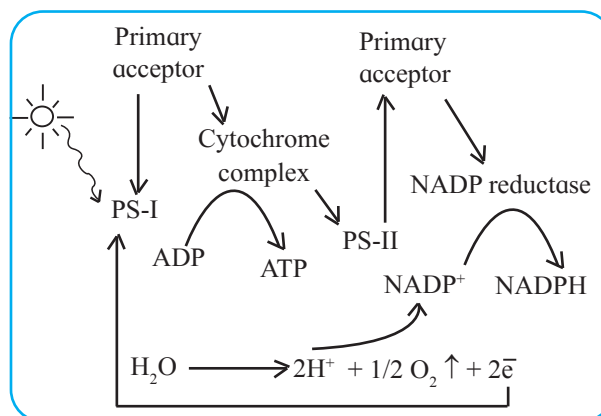 Primary
acceptor
Primary
acceptor
Cytochrome
complex
NADP reductase
PS-I
PS-II
ADP
ATP
NADP⁺
NADPH
H₂O
2H⁺ + 1/2 O₂ ↑ + 2e̅